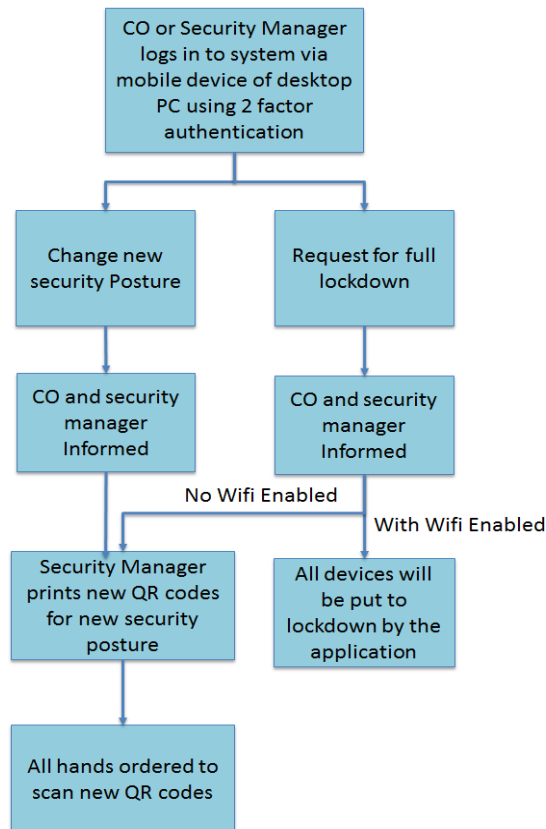 CO or Security Manager
logs in to system via
mobile device of desktop
PC using 2 factor
authentication
Change new
security Posture
Request for full
lockdown
CO and security
manager
Informed
CO and security
manager
Informed
No Wifi Enabled
With Wifi Enabled
Security Manager
prints new QR codes
for new security
posture
All devices will
be put to
lockdown by the
application
All hands ordered to
scan new QR codes